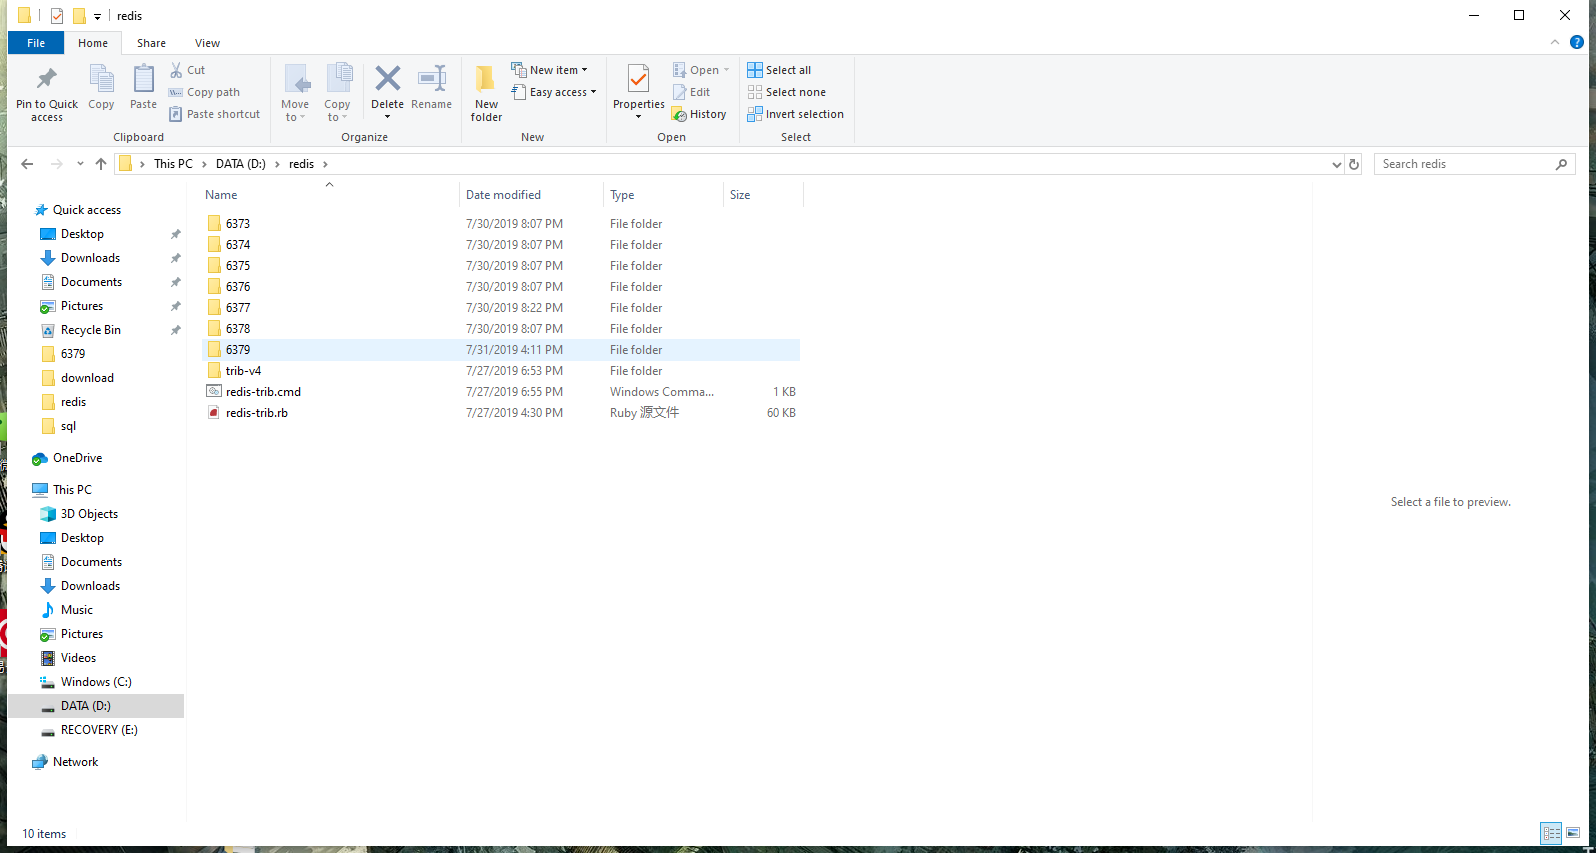 redis
File Home Share View
Pin to Quick access
Copy
Paste
Cut
Copy path
Paste shortcut
Clipboard
Move to
Copy to
Delete
Rename
Organize
New folder
New item
Easy access
New
Properties
Open
Edit
History
Open
Select all
Select none
Invert selection
Select
This PC > DATA (D:) > redis >
Search redis
Name Date modified Type Size
6373 7/30/2019 8:07 PM File folder
6374 7/30/2019 8:07 PM File folder
6375 7/30/2019 8:07 PM File folder
6376 7/30/2019 8:07 PM File folder
6377 7/30/2019 8:22 PM File folder
6378 7/30/2019 8:07 PM File folder
6379 7/31/2019 4:11 PM File folder
trib-v4 7/27/2019 6:53 PM File folder
redis-trib.cmd 7/27/2019 6:55 PM Windows Comma... 1 KB
redis-trib.rb 7/27/2019 4:30 PM Ruby 源文件 60 KB
Quick access
Desktop
Downloads
Documents
Pictures
Recycle Bin
6379
download
redis
sql
OneDrive
This PC
3D Objects
Desktop
Documents
Downloads
Music
Pictures
Videos
Windows (C:)
DATA (D:)
RECOVERY (E:)
Network
Select a file to preview.
10 items